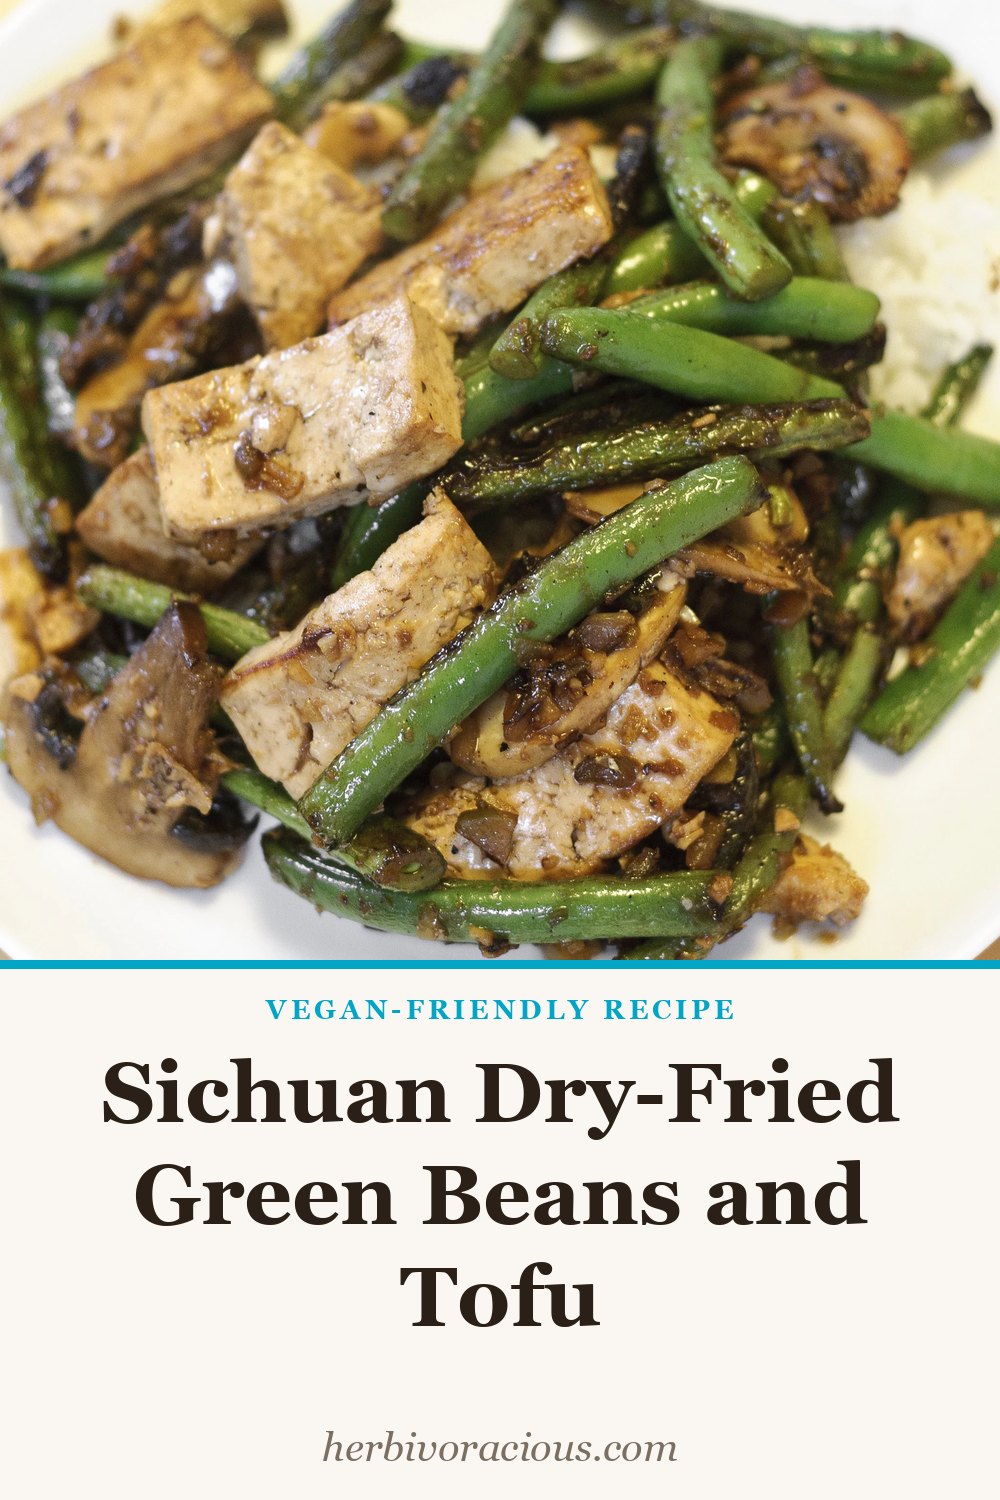 VEGAN-FRIENDLY RECIPE
Sichuan Dry-Fried
Green Beans and
Tofu
herbivoracious.com